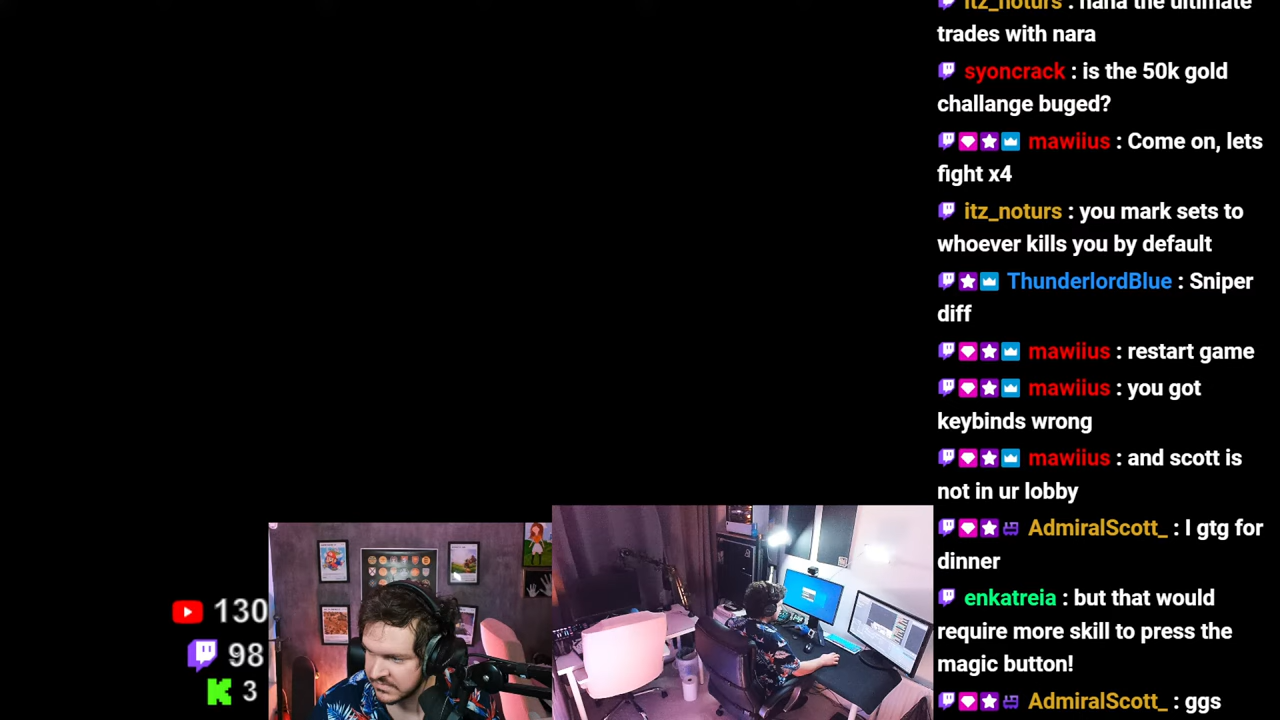 itz_noturs : haha the ultimate
trades with nara
syoncrack : is the 50k gold
challange buged?
mawiius : Come on, lets
fight x4
itz_noturs : you mark sets to
whoever kills you by default
ThunderlordBlue : Sniper
diff
mawiius : restart game
mawiius : you got
keybinds wrong
mawiius : and scott is
not in ur lobby
AdmiralScott_ : I gtg for
dinner
enkatreia : but that would
require more skill to press the
magic button!
AdmiralScott_ : ggs
130
98
3